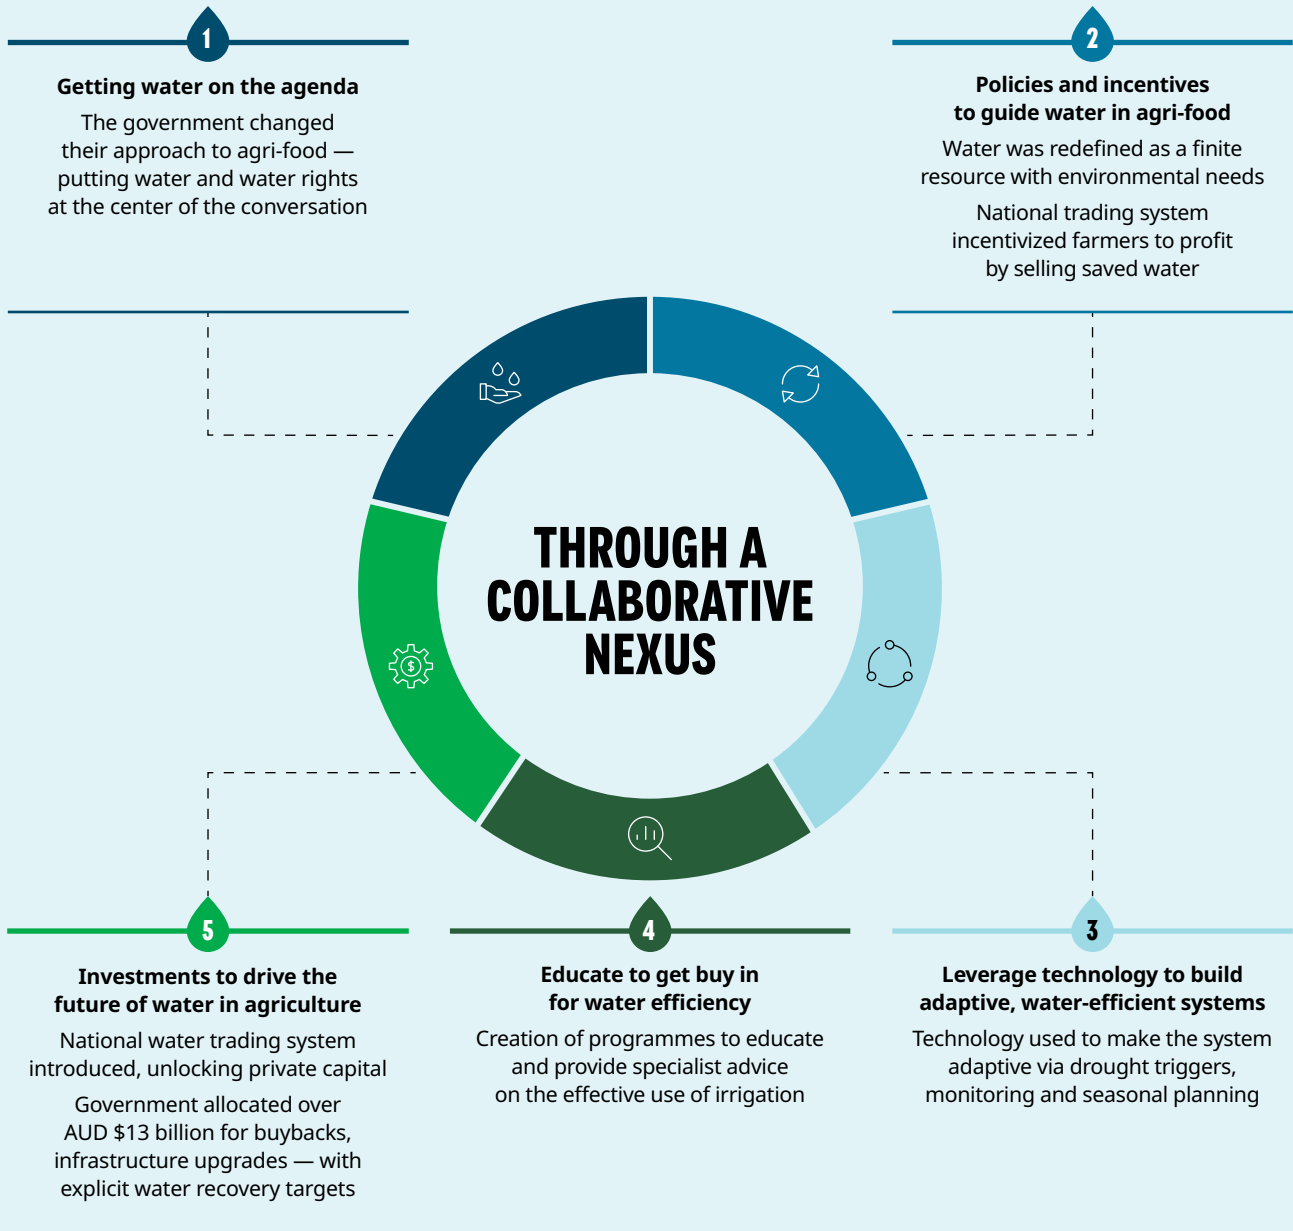 1
Getting water on the agenda
The government changed
their approach to agri-food —
putting water and water rights
at the center of the conversation
2
Policies and incentives
to guide water in agri-food
Water was redefined as a finite
resource with environmental needs
National trading system
incentivized farmers to profit
by selling saved water
THROUGH A
COLLABORATIVE
NEXUS
$
5
Investments to drive the
future of water in agriculture
National water trading system
introduced, unlocking private capital
Government allocated over
AUD $13 billion for buybacks,
infrastructure upgrades — with
explicit water recovery targets
4
Educate to get buy in
for water efficiency
Creation of programmes to educate
and provide specialist advice
on the effective use of irrigation
3
Leverage technology to build
adaptive, water-efficient systems
Technology used to make the system
adaptive via drought triggers,
monitoring and seasonal planning